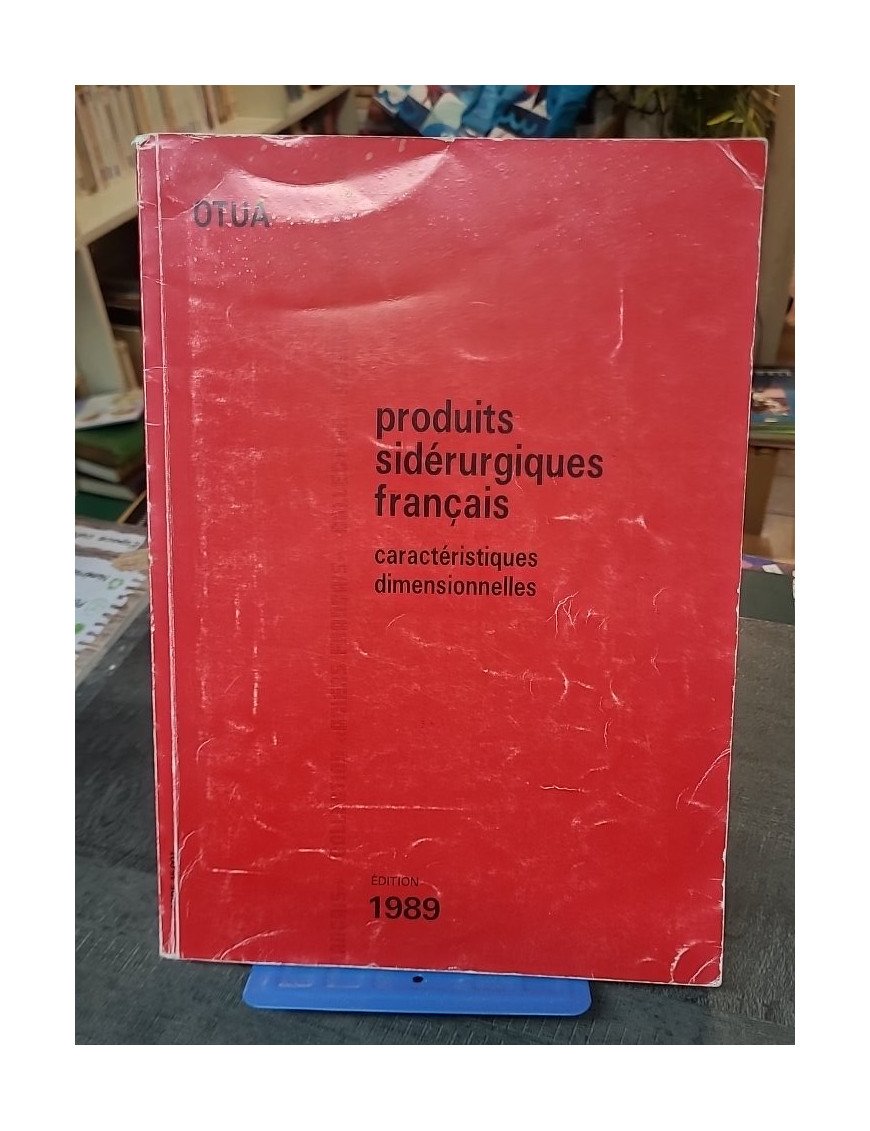 OTUA
produits
sidérurgiques
français
caractéristiques
dimensionnelles
ÉDITION
1989